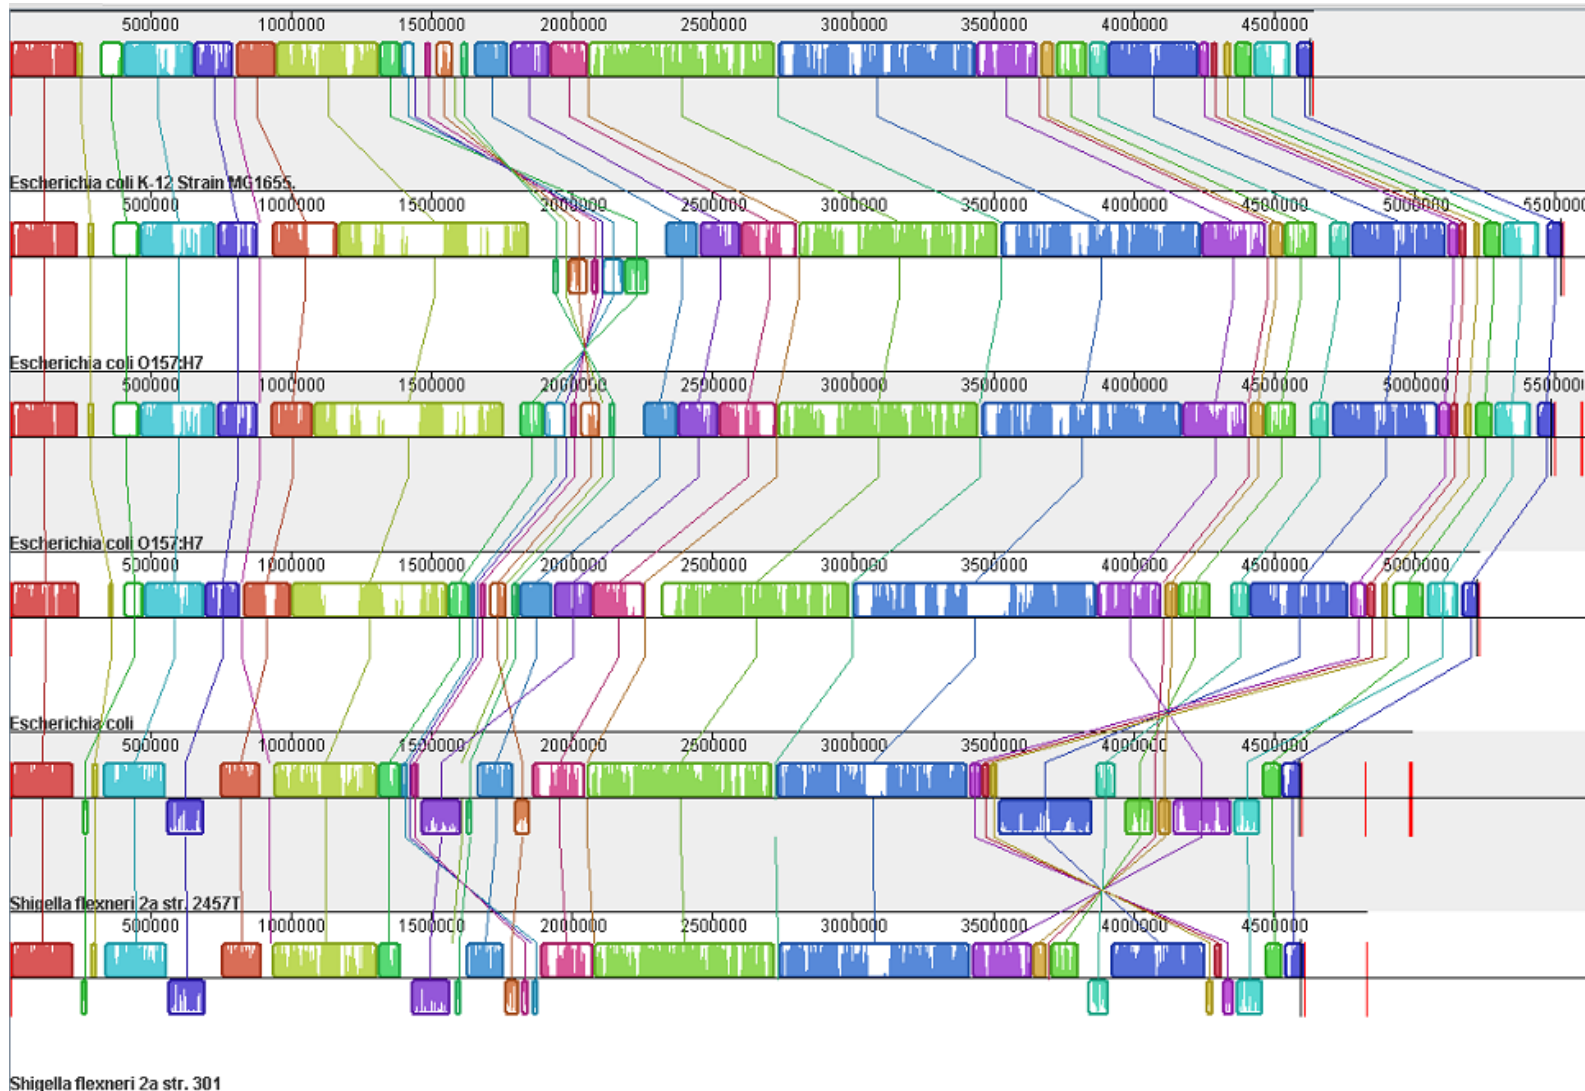 500000 1000000 1500000 2000000 2500000 3000000 3500000 4000000 4500000
Escherichia coli K-12 Strain MG1655.
500000 1000000 1500000 2000000 2500000 3000000 3500000 4000000 4500000 5000000 5500000
Escherichia coli O157:H7
500000 1000000 1500000 2000000 2500000 3000000 3500000 4000000 4500000 5000000 550000
Escherichia coli O157:H7
500000 1000000 1500000 2000000 2500000 3000000 3500000 4000000 4500000 5000000
Escherichia coli
500000 1000000 1500000 2000000 2500000 3000000 3500000 4000000 4500000
Shigella flexneri 2a str. 2457T
500000 1000000 1500000 2000000 2500000 3000000 3500000 4000000 4500000
Shigella flexneri 2a str. 301